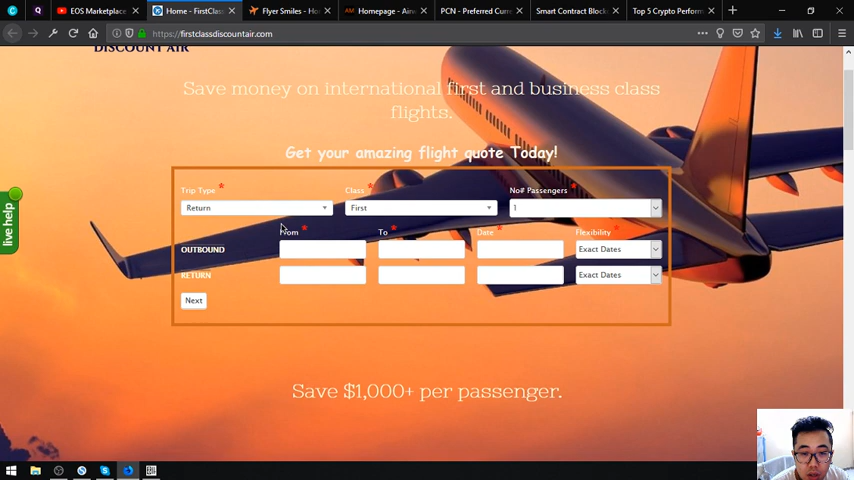 EOS Marketplace
Home - FirstClass
Flyer Smiles - Ho
Homepage - Airw
PCN - Preferred Curre
Smart Contract Block
Top 5 Crypto Perform
https://firstclassdiscountair.com
DISCOUNT AIR
Save money on international first and business class
flights.
Get your amazing flight quote Today!
Trip Type *
Class *
No# Passengers *
Return
First
1
From *
To *
Date *
Flexibility *
OUTBOUND
Exact Dates
RETURN
Exact Dates
Next
Save $1,000+ per passenger.
live help